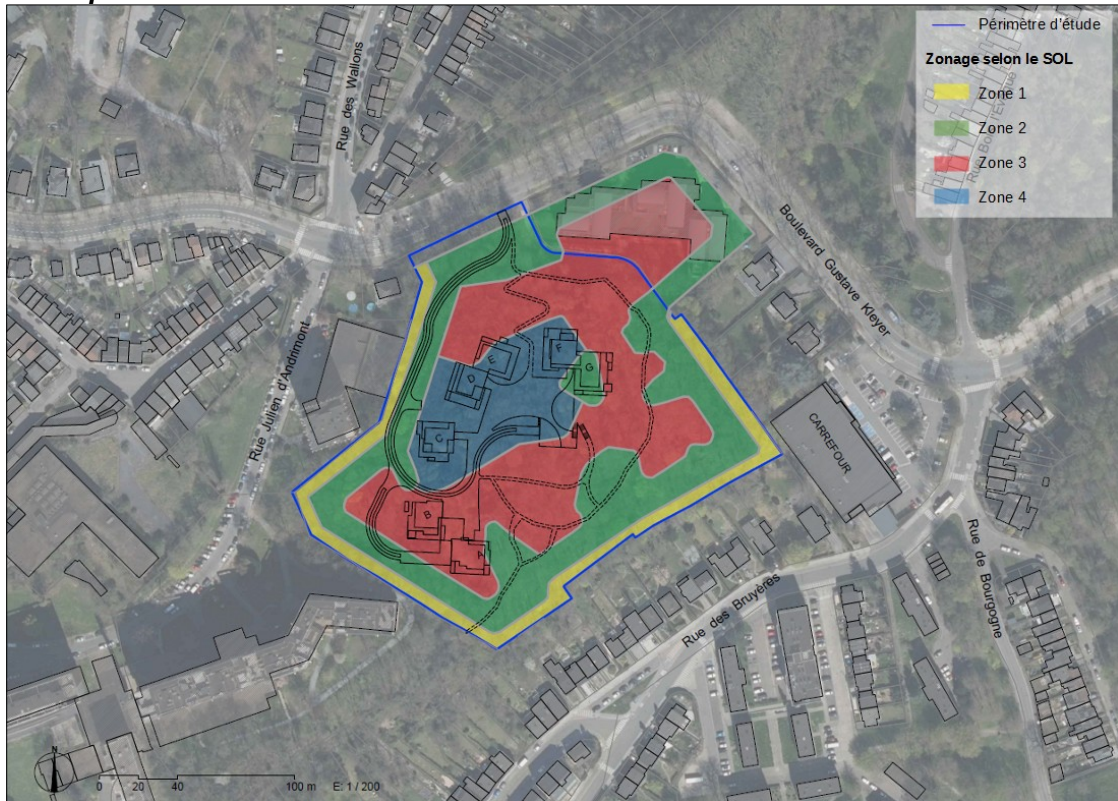 Périmètre d'étude
Zonage selon le SOL
Zone 1
Zone 2
Zone 3
Zone 4
Rue des Wallons
Boulevard Gustave Kleyer
Rue Julien d'Andrimont
CARREFOUR
Rue des Bruyères
Rue de Bourgogne
F
E
G
D
C
B
A
N
0 20 40 100 m E: 1 / 200